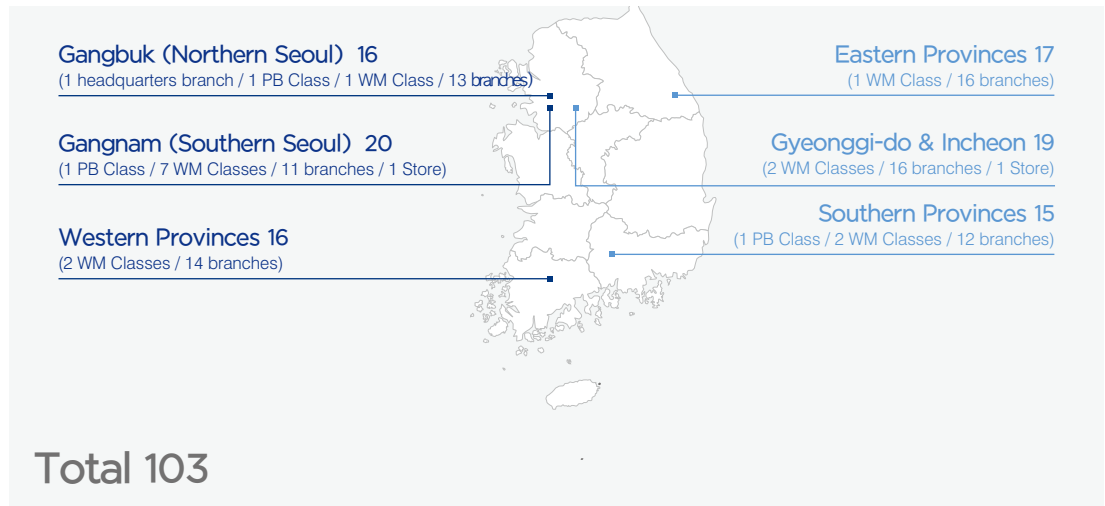 Gangbuk (Northern Seoul) 16
(1 headquarters branch / 1 PB Class / 1 WM Class / 13 branches)
Gangnam (Southern Seoul) 20
(1 PB Class / 7 WM Classes / 11 branches / 1 Store)
Western Provinces 16
(2 WM Classes / 14 branches)
Eastern Provinces 17
(1 WM Class / 16 branches)
Gyeonggi-do & Incheon 19
(2 WM Classes / 16 branches / 1 Store)
Southern Provinces 15
(1 PB Class / 2 WM Classes / 12 branches)
Total 103